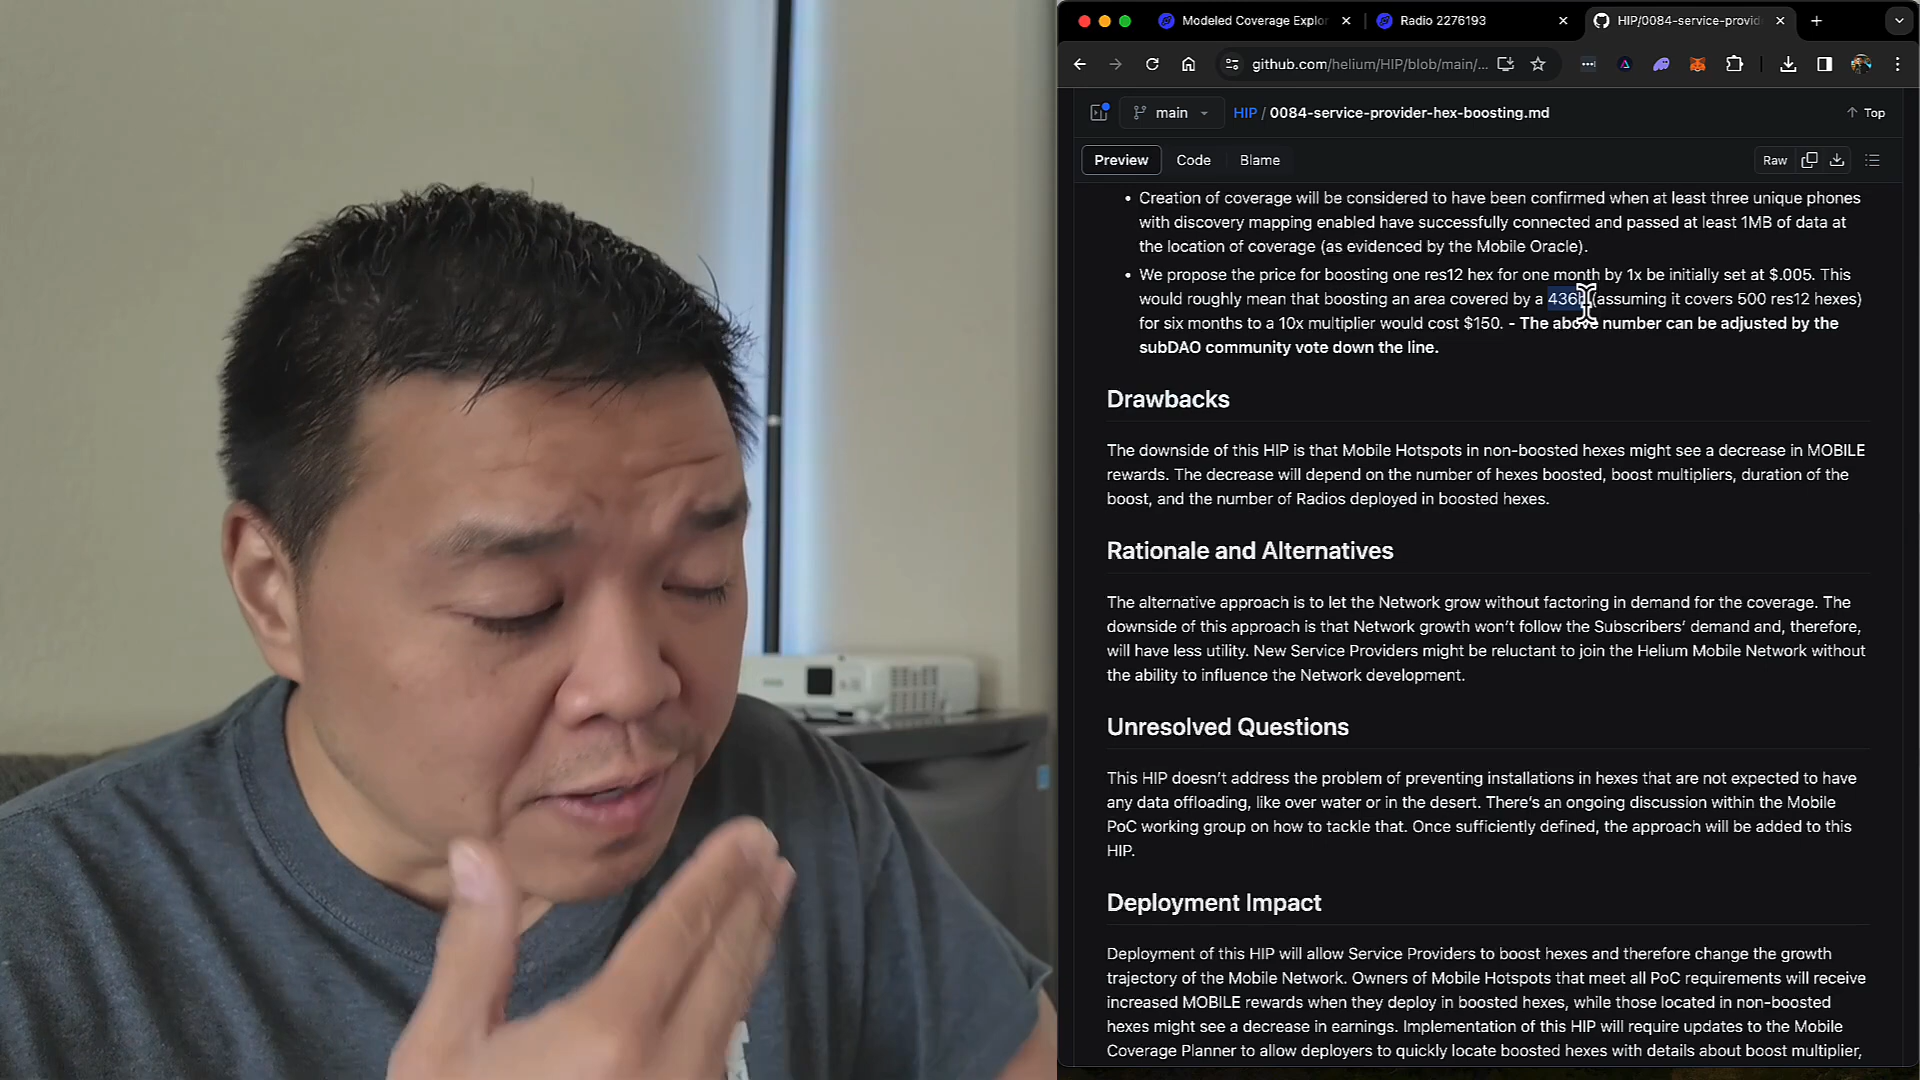 Modeled Coverage Explor
Radio 2276193
HIP/0084-service-provid
github.com/helium/HIP/blob/main/...
main
HIP / 0084-service-provider-hex-boosting.md
Top
Preview
Code
Blame
Raw
• Creation of coverage will be considered to have been confirmed when at least three unique phones
with discovery mapping enabled have successfully connected and passed at least 1MB of data at
the location of coverage (as evidenced by the Mobile Oracle).
• We propose the price for boosting one res12 hex for one month by 1x be initially set at $.005. This
would roughly mean that boosting an area covered by a 436H (assuming it covers 500 res12 hexes)
for six months to a 10x multiplier would cost $150. - The above number can be adjusted by the
subDAO community vote down the line.
Drawbacks
The downside of this HIP is that Mobile Hotspots in non-boosted hexes might see a decrease in MOBILE
rewards. The decrease will depend on the number of hexes boosted, boost multipliers, duration of the
boost, and the number of Radios deployed in boosted hexes.
Rationale and Alternatives
The alternative approach is to let the Network grow without factoring in demand for the coverage. The
downside of this approach is that Network growth won't follow the Subscribers' demand and, therefore,
will have less utility. New Service Providers might be reluctant to join the Helium Mobile Network without
the ability to influence the Network development.
Unresolved Questions
This HIP doesn't address the problem of preventing installations in hexes that are not expected to have
any data offloading, like over water or in the desert. There's an ongoing discussion within the Mobile
PoC working group on how to tackle that. Once sufficiently defined, the approach will be added to this
HIP.
Deployment Impact
Deployment of this HIP will allow Service Providers to boost hexes and therefore change the growth
trajectory of the Mobile Network. Owners of Mobile Hotspots that meet all PoC requirements will receive
increased MOBILE rewards when they deploy in boosted hexes, while those located in non-boosted
hexes might see a decrease in earnings. Implementation of this HIP will require updates to the Mobile
Coverage Planner to allow deployers to quickly locate boosted hexes with details about boost multiplier,